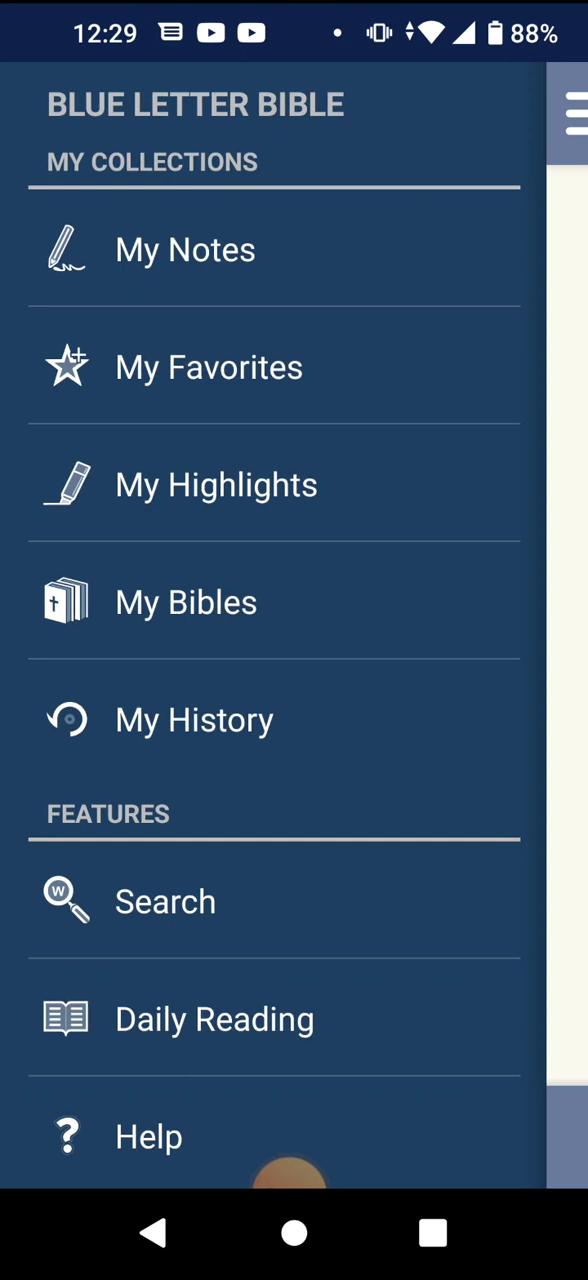 12:29 88%
BLUE LETTER BIBLE
MY COLLECTIONS
My Notes
My Favorites
My Highlights
My Bibles
My History
FEATURES
W Search
Daily Reading
? Help